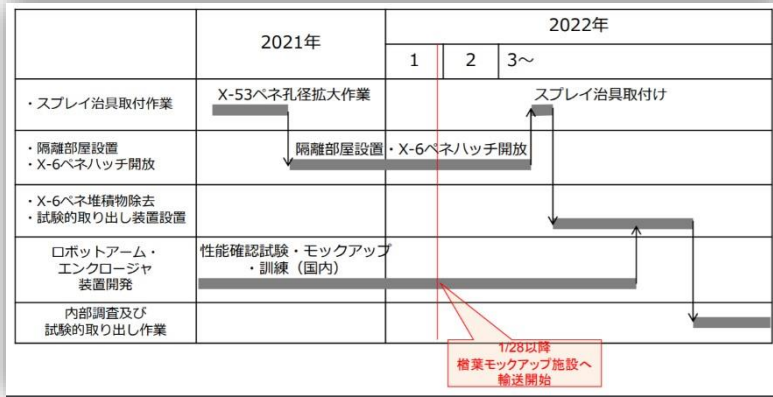 2021年
2022年
1
2
3～
・スプレイ治具取付作業
X-53ペネ孔径拡大作業
スプレイ治具取付け
・隔離部屋設置
・X-6ペネハッチ開放
隔離部屋設置・X-6ペネハッチ開放
・X-6ペネ堆積物除去
・試験的取り出し装置設置
ロボットアーム・
エンクロージャ
装置開発
性能確認試験・モックアップ
・訓練（国内）
内部調査及び
試験的取り出し作業
1/28以降
楢葉モックアップ施設へ
輸送開始